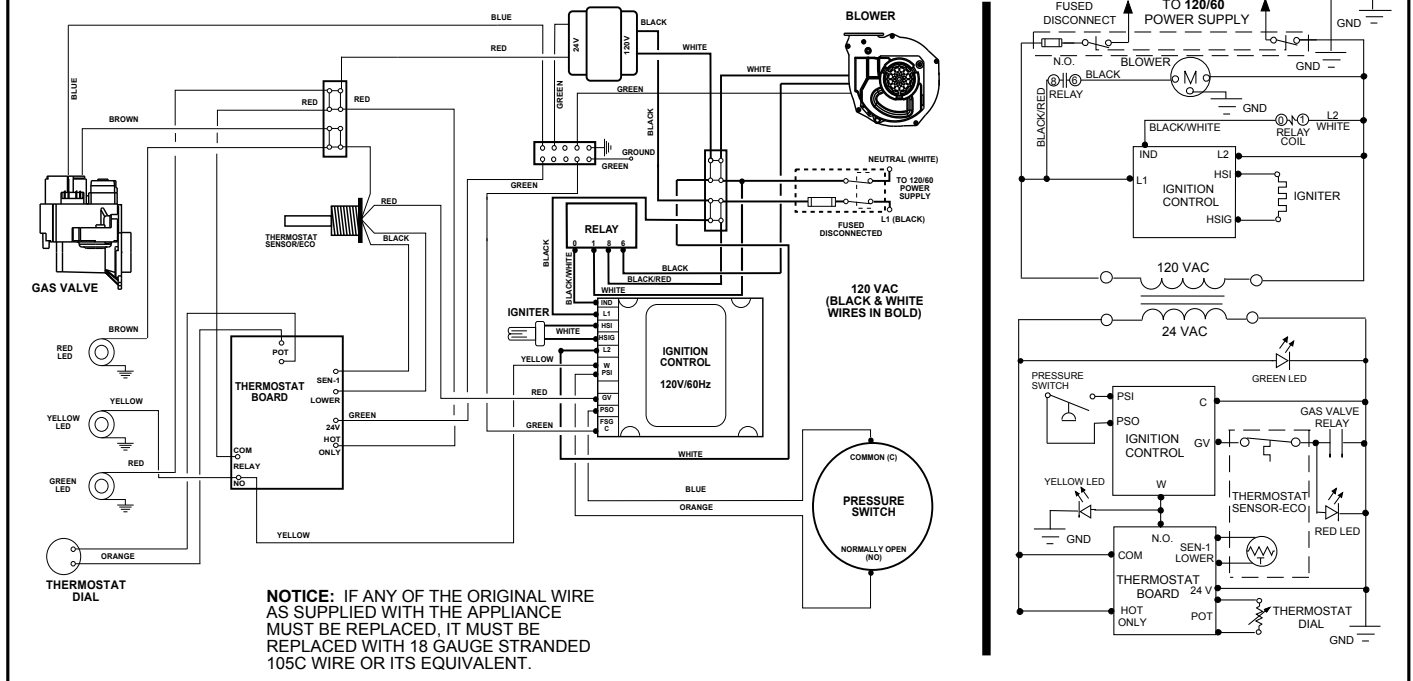 BLUE
BLACK
BLOWER
24V
120V
RED
WHITE
WHITE
BLUE
GREEN
GREEN
RED
RED
BROWN
BLACK
GROUND
GREEN
GREEN
NEUTRAL (WHITE)
TO 120/60
POWER
SUPPLY
L1 (BLACK)
FUSED
DISCONNECTED
RED
BLACK
THERMOSTAT
SENSOR/ECO
GAS VALVE
RELAY
0 1 8 6
BLACK
BLACK/WHITE
BLACK
BLACK/RED
WHITE
120 VAC
(BLACK & WHITE
WIRES IN BOLD)
IGNITER
WHITE
YELLOW
RED
GREEN
IND
L1
HSI
HSIG
L2
W
PSI
GV
PSO
FSG
C
IGNITION
CONTROL
120V/60Hz
WHITE
BROWN
RED
LED
YELLOW
YELLOW
LED
RED
GREEN
LED
POT
THERMOSTAT
BOARD
SEN-1
LOWER
24V
HOT
ONLY
COM
RELAY
NO
GREEN
BLUE
ORANGE
YELLOW
COMMON (C)
PRESSURE
SWITCH
NORMALLY OPEN
(NO)
ORANGE
THERMOSTAT
DIAL
NOTICE: IF ANY OF THE ORIGINAL WIRE
AS SUPPLIED WITH THE APPLIANCE
MUST BE REPLACED, IT MUST BE
REPLACED WITH 18 GAUGE STRANDED
105C WIRE OR ITS EQUIVALENT.
FUSED
DISCONNECT
TO 120/60
POWER SUPPLY
GND
GND
N.O.
BLOWER
8 6
BLACK
RELAY
M
GND
BLACK/RED
BLACK/WHITE
0 1
L2
WHITE
RELAY
COIL
IND
L2
L1
HSI
IGNITION
CONTROL
HSIG
IGNITER
120 VAC
24 VAC
GREEN LED
PRESSURE
SWITCH
PSI
PSO
C
IGNITION
CONTROL
GV
W
GAS VALVE
RELAY
YELLOW LED
GND
THERMOSTAT
SENSOR-ECO
RED LED
N.O.
COM
SEN-1
LOWER
THERMOSTAT
BOARD
24 V
HOT
ONLY
POT
THERMOSTAT
DIAL
GND